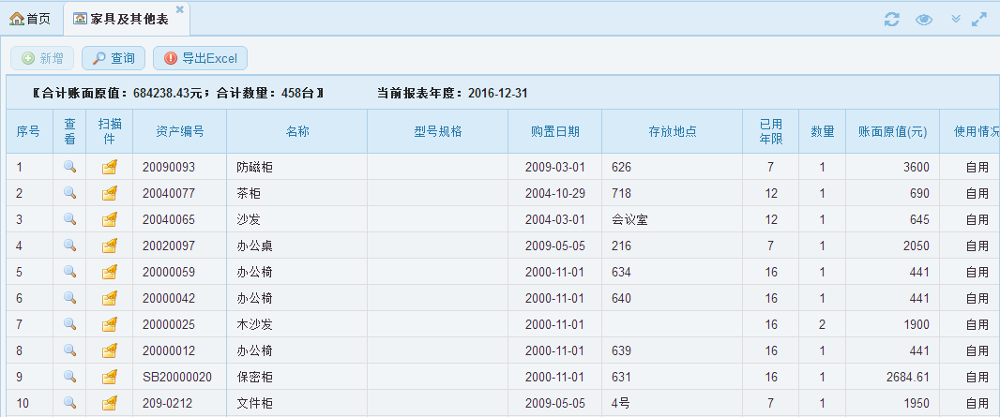 首页 家具及其他表
新增 查询 导出Excel
〖合计账面原值：684238.43元；合计数量：458台〗 当前报表年度：2016-12-31
序号 查看 扫描件 资产编号 名称 型号规格 购置日期 存放地点 已用年限 数量 账面原值(元) 使用情况
1 20090093 防磁柜 2009-03-01 626 7 1 3600 自用
2 20040077 茶柜 2004-10-29 718 12 1 690 自用
3 20040065 沙发 2004-03-01 会议室 12 1 645 自用
4 20020097 办公桌 2009-05-05 216 7 1 2050 自用
5 20000059 办公椅 2000-11-01 634 16 1 441 自用
6 20000042 办公椅 2000-11-01 640 16 1 441 自用
7 20000025 木沙发 2000-11-01 16 2 1900 自用
8 20000012 办公椅 2000-11-01 639 16 1 441 自用
9 SB20000020 保密柜 2000-11-01 631 16 1 2684.61 自用
10 209-0212 文件柜 2009-05-05 4号 7 1 1950 自用